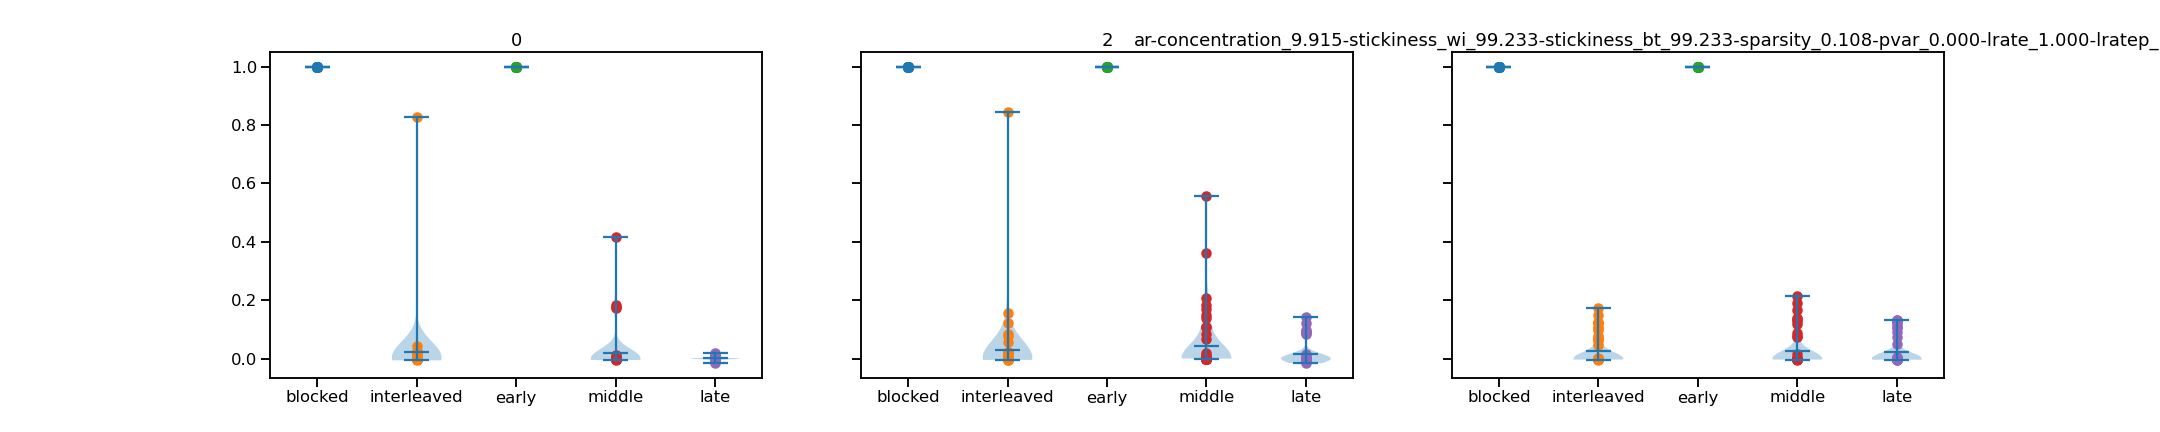 0
2
ar-concentration_9.915-stickiness_wi_99.233-stickiness_bt_99.233-sparsity_0.108-pvar_0.000-lrate_1.000-lratep_
1.0
0.8
0.6
0.4
0.2
0.0
blocked interleaved early middle late
blocked interleaved early middle late
blocked interleaved early middle late